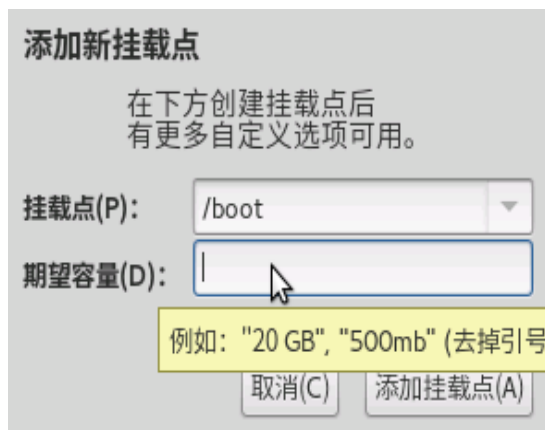 添加新挂载点
在下方创建挂载点后
有更多自定义选项可用。
挂载点(P)： /boot
期望容量(D)：
例如："20 GB", "500mb" (去掉引号
取消(C) 添加挂载点(A)